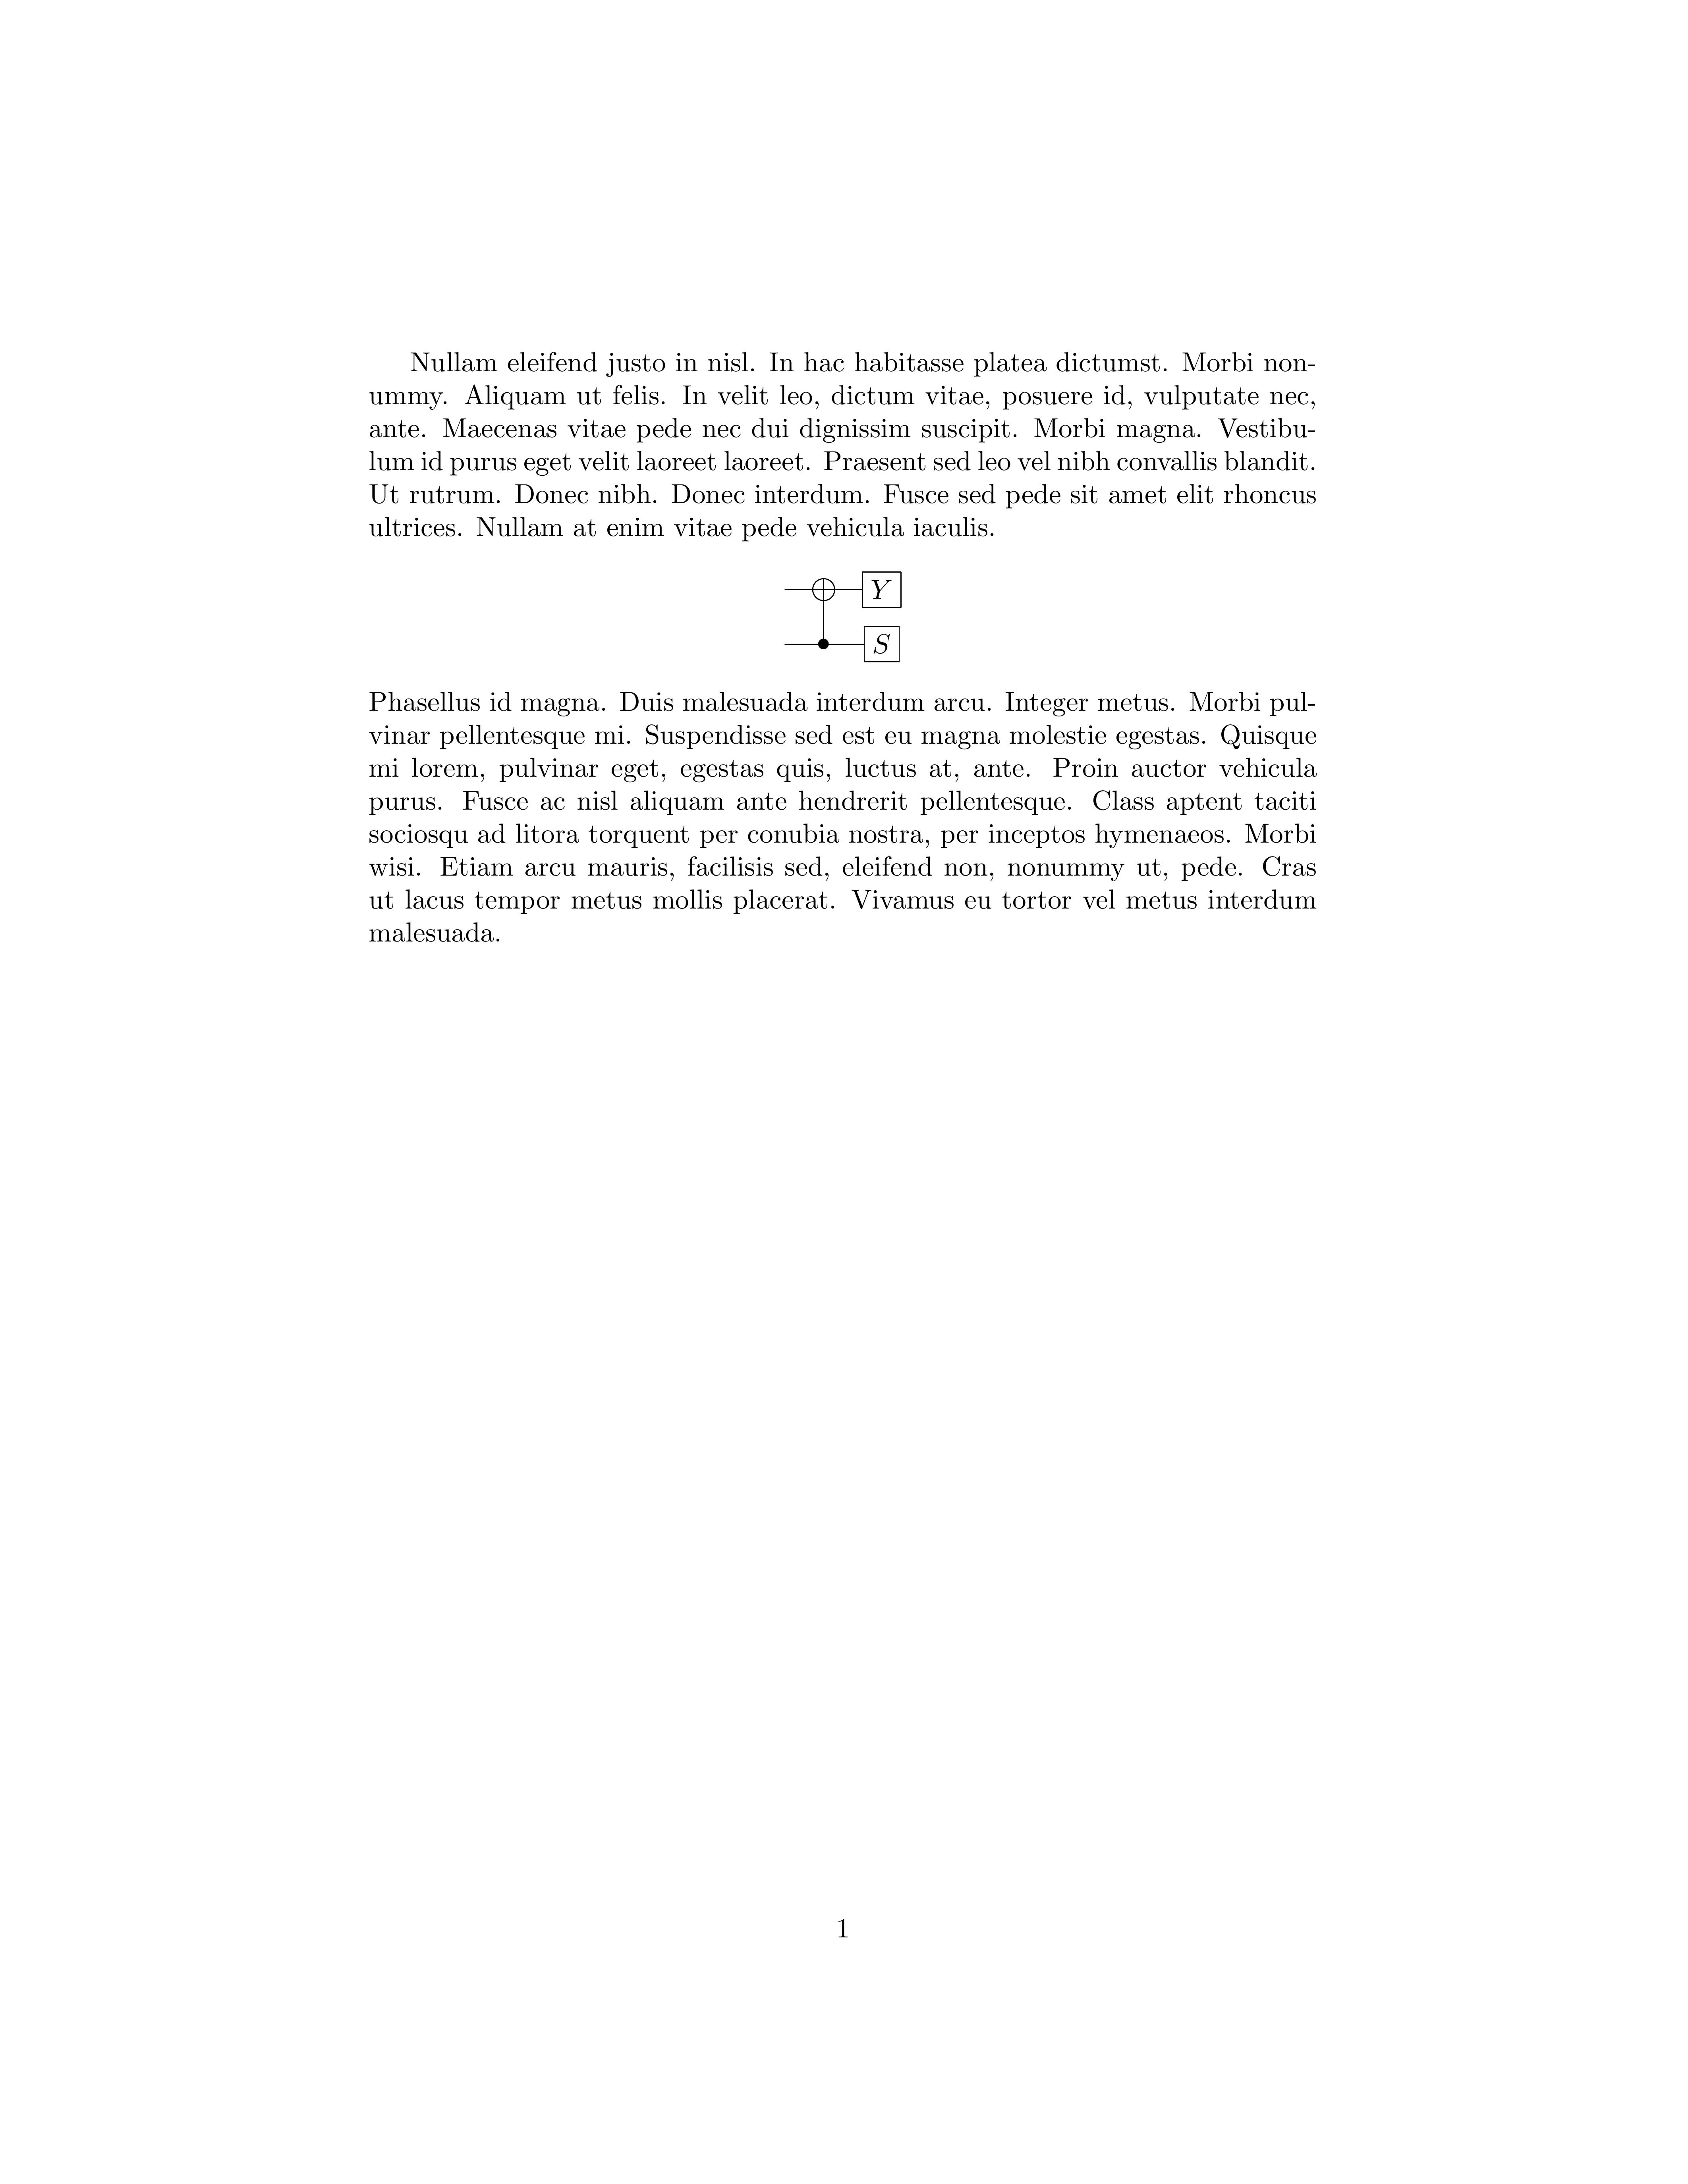 Nullam eleifend justo in nisl. In hac habitasse platea dictumst. Morbi non-
ummy. Aliquam ut felis. In velit leo, dictum vitae, posuere id, vulputate nec,
ante. Maecenas vitae pede nec dui dignissim suscipit. Morbi magna. Vestibu-
lum id purus eget velit laoreet laoreet. Praesent sed leo vel nibh convallis blandit.
Ut rutrum. Donec nibh. Donec interdum. Fusce sed pede sit amet elit rhoncus
ultrices. Nullam at enim vitae pede vehicula iaculis.
Y
S
Phasellus id magna. Duis malesuada interdum arcu. Integer metus. Morbi pul-
vinar pellentesque mi. Suspendisse sed est eu magna molestie egestas. Quisque
mi lorem, pulvinar eget, egestas quis, luctus at, ante. Proin auctor vehicula
purus. Fusce ac nisl aliquam ante hendrerit pellentesque. Class aptent taciti
sociosqu ad litora torquent per conubia nostra, per inceptos hymenaeos. Morbi
wisi. Etiam arcu mauris, facilisis sed, eleifend non, nonummy ut, pede. Cras
ut lacus tempor metus mollis placerat. Vivamus eu tortor vel metus interdum
malesuada.
1